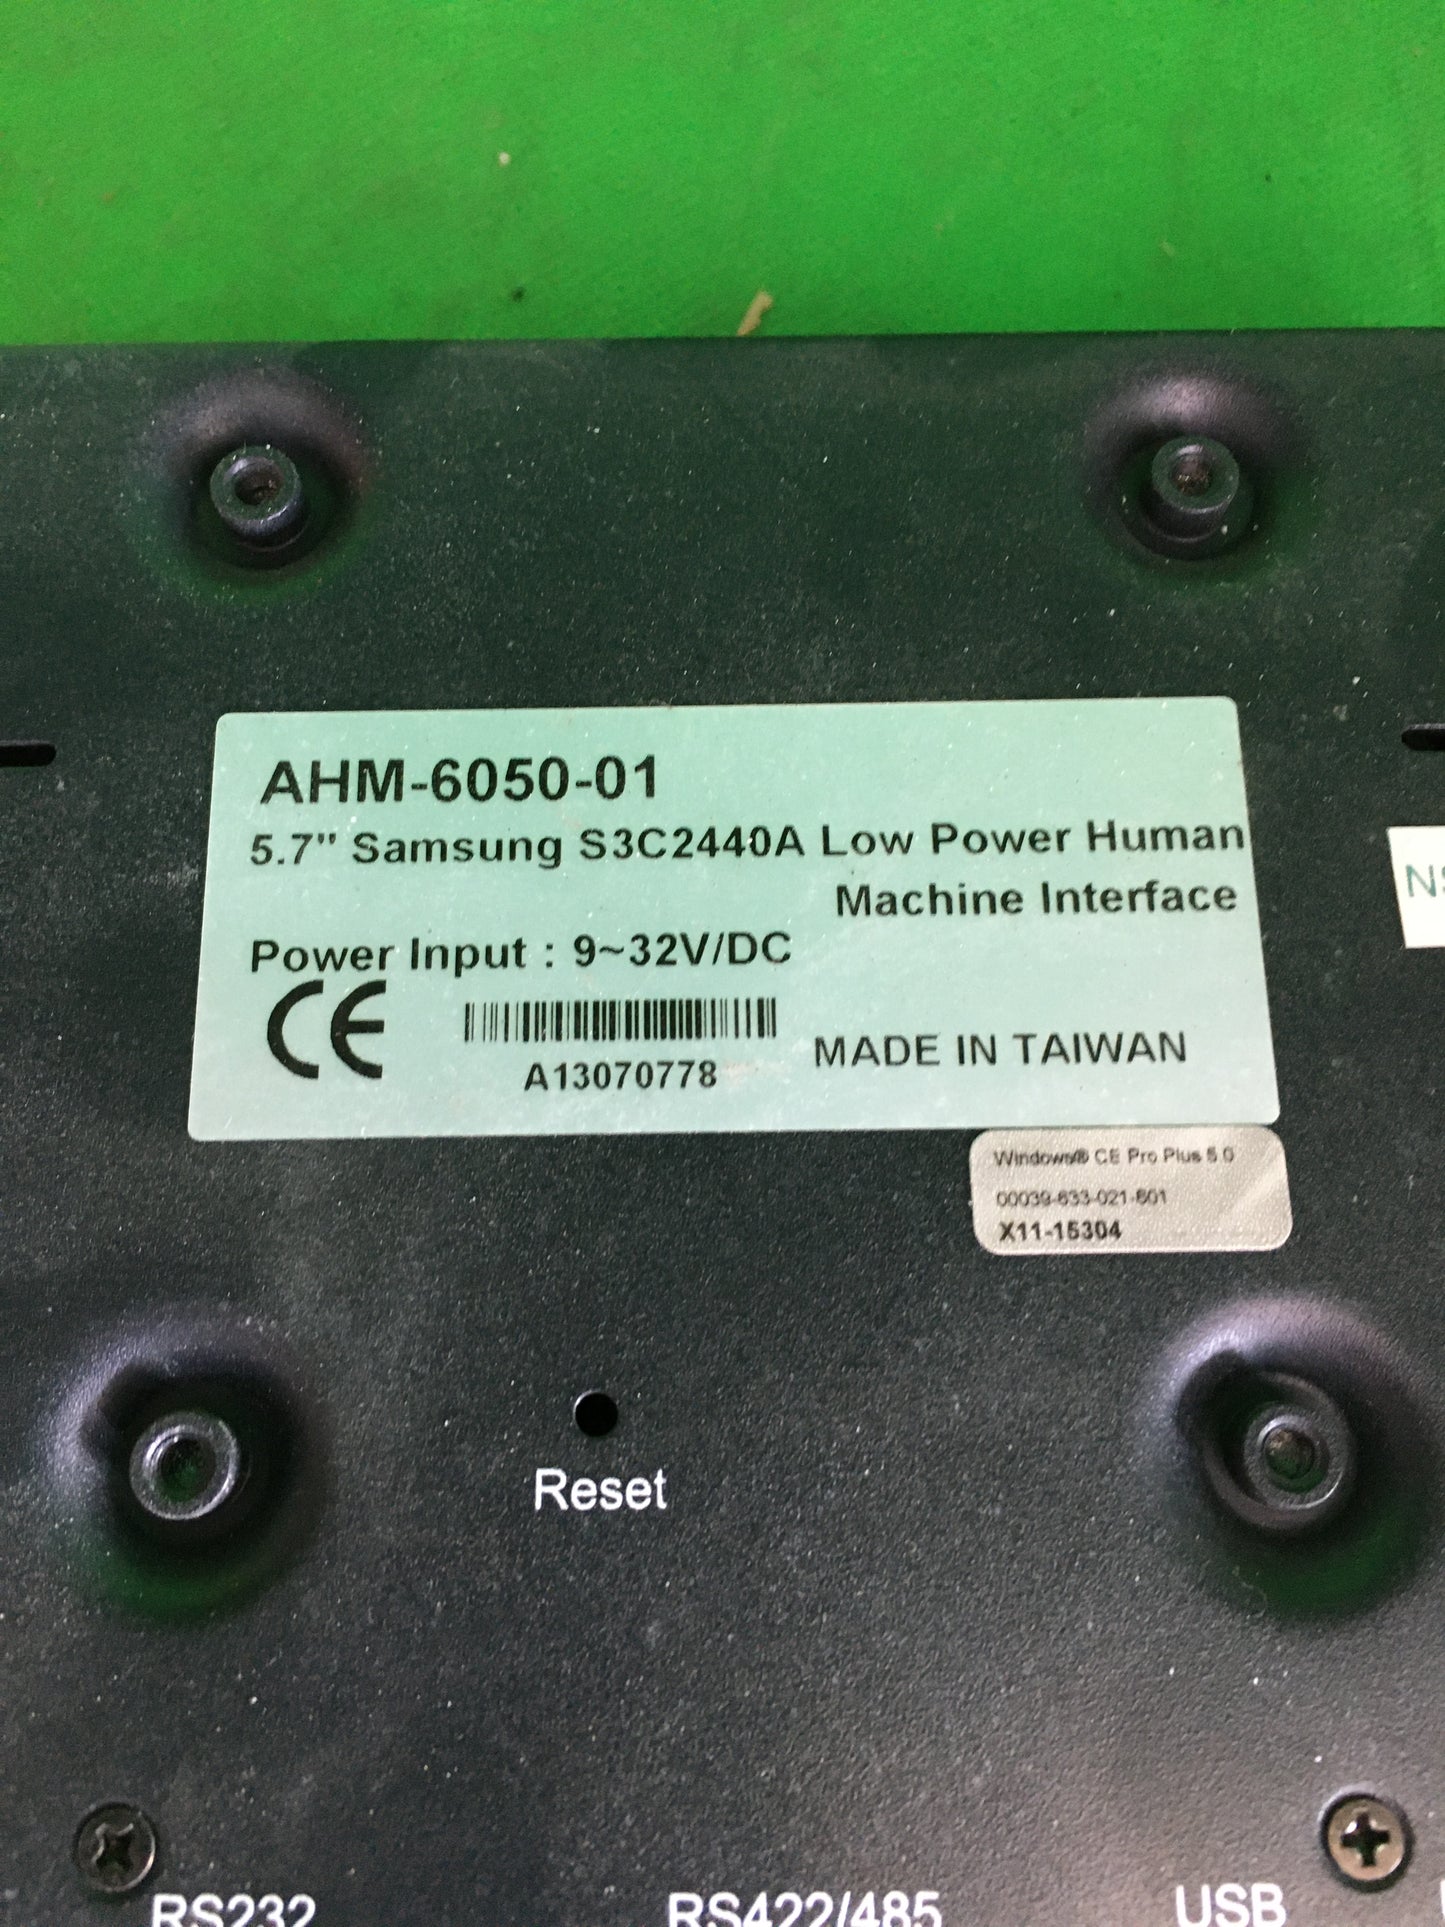 AHM-6050-01
5.7" Samsung S3C2440A Low Power Human
Machine Interface
Power Input : 9~32V/DC
CE
A13070778
MADE IN TAIWAN
Windows® CE Pro Plus 5.0
00039-633-021-601
X11-15304
Reset
RS232
RS422/485
USB